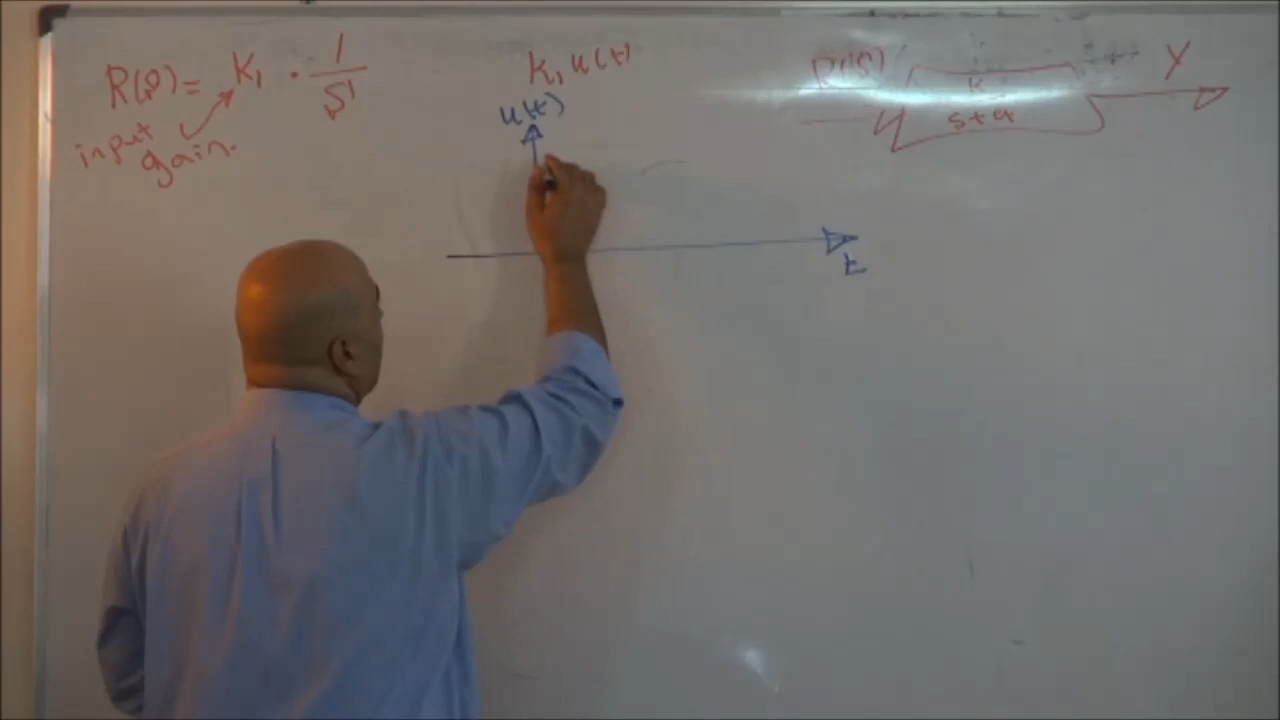 R(s) = K₁ · 1/S
input gain.
K₁ u(t)
u(t)
t
R(S)
K
s+a
Y